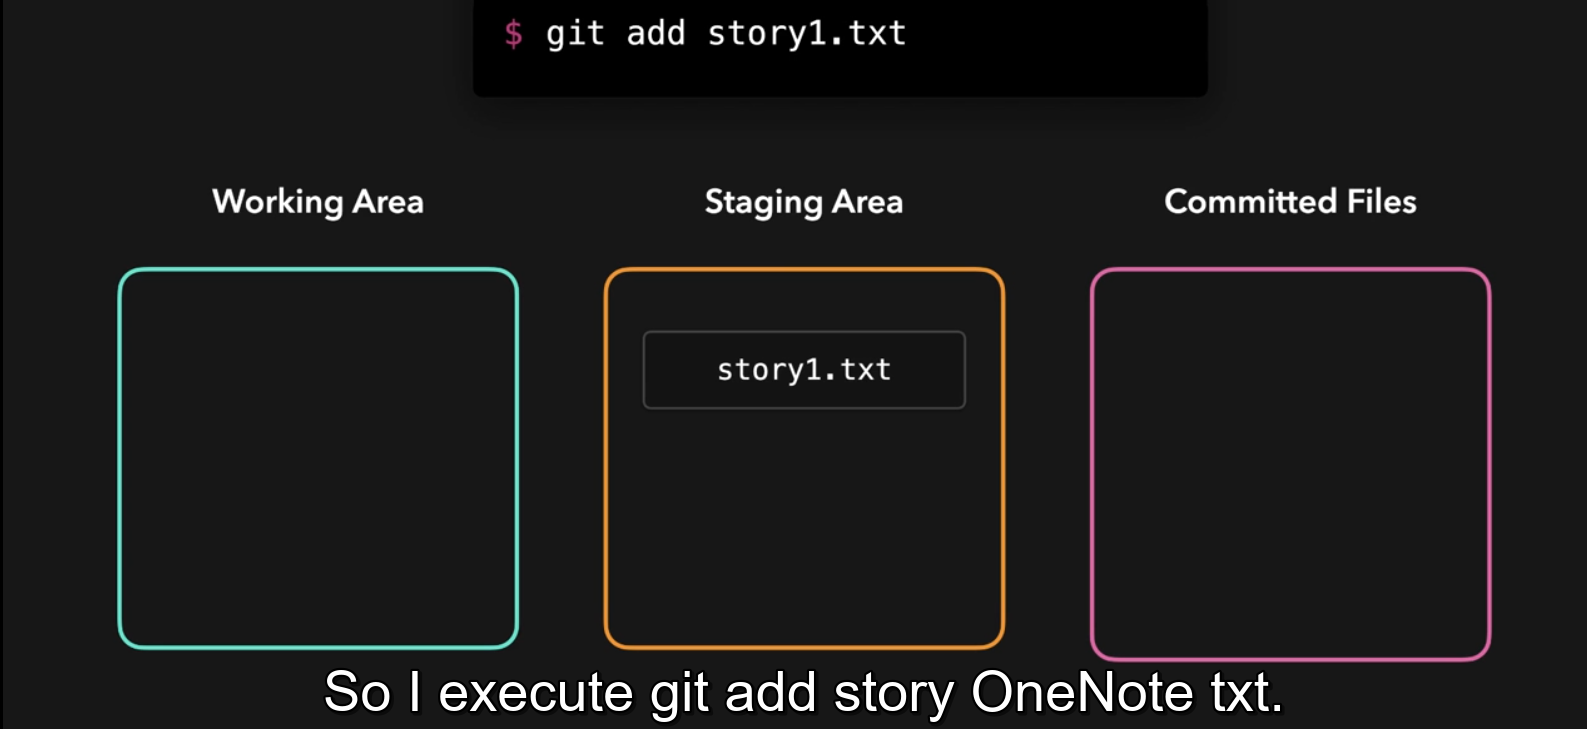 $ git add story1.txt
Working Area
Staging Area
Committed Files
story1.txt
So I execute git add story OneNote txt.